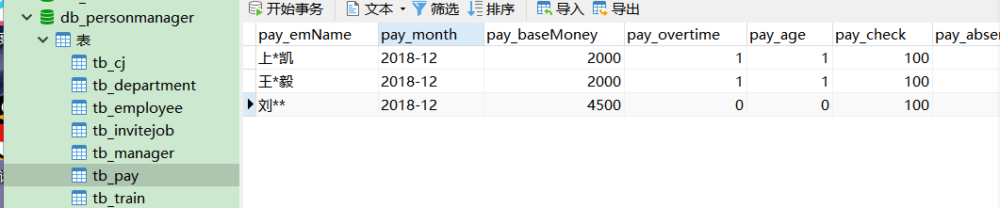 db_personmanager
表
tb_cj
tb_department
tb_employee
tb_invitejob
tb_manager
tb_pay
tb_train
开始事务 文本 筛选 排序 导入 导出
pay_emName pay_month pay_baseMoney pay_overtime pay_age pay_check pay_abse
上*凯 2018-12 2000 1 1 100
王*毅 2018-12 2000 1 1 100
刘** 2018-12 4500 0 0 100